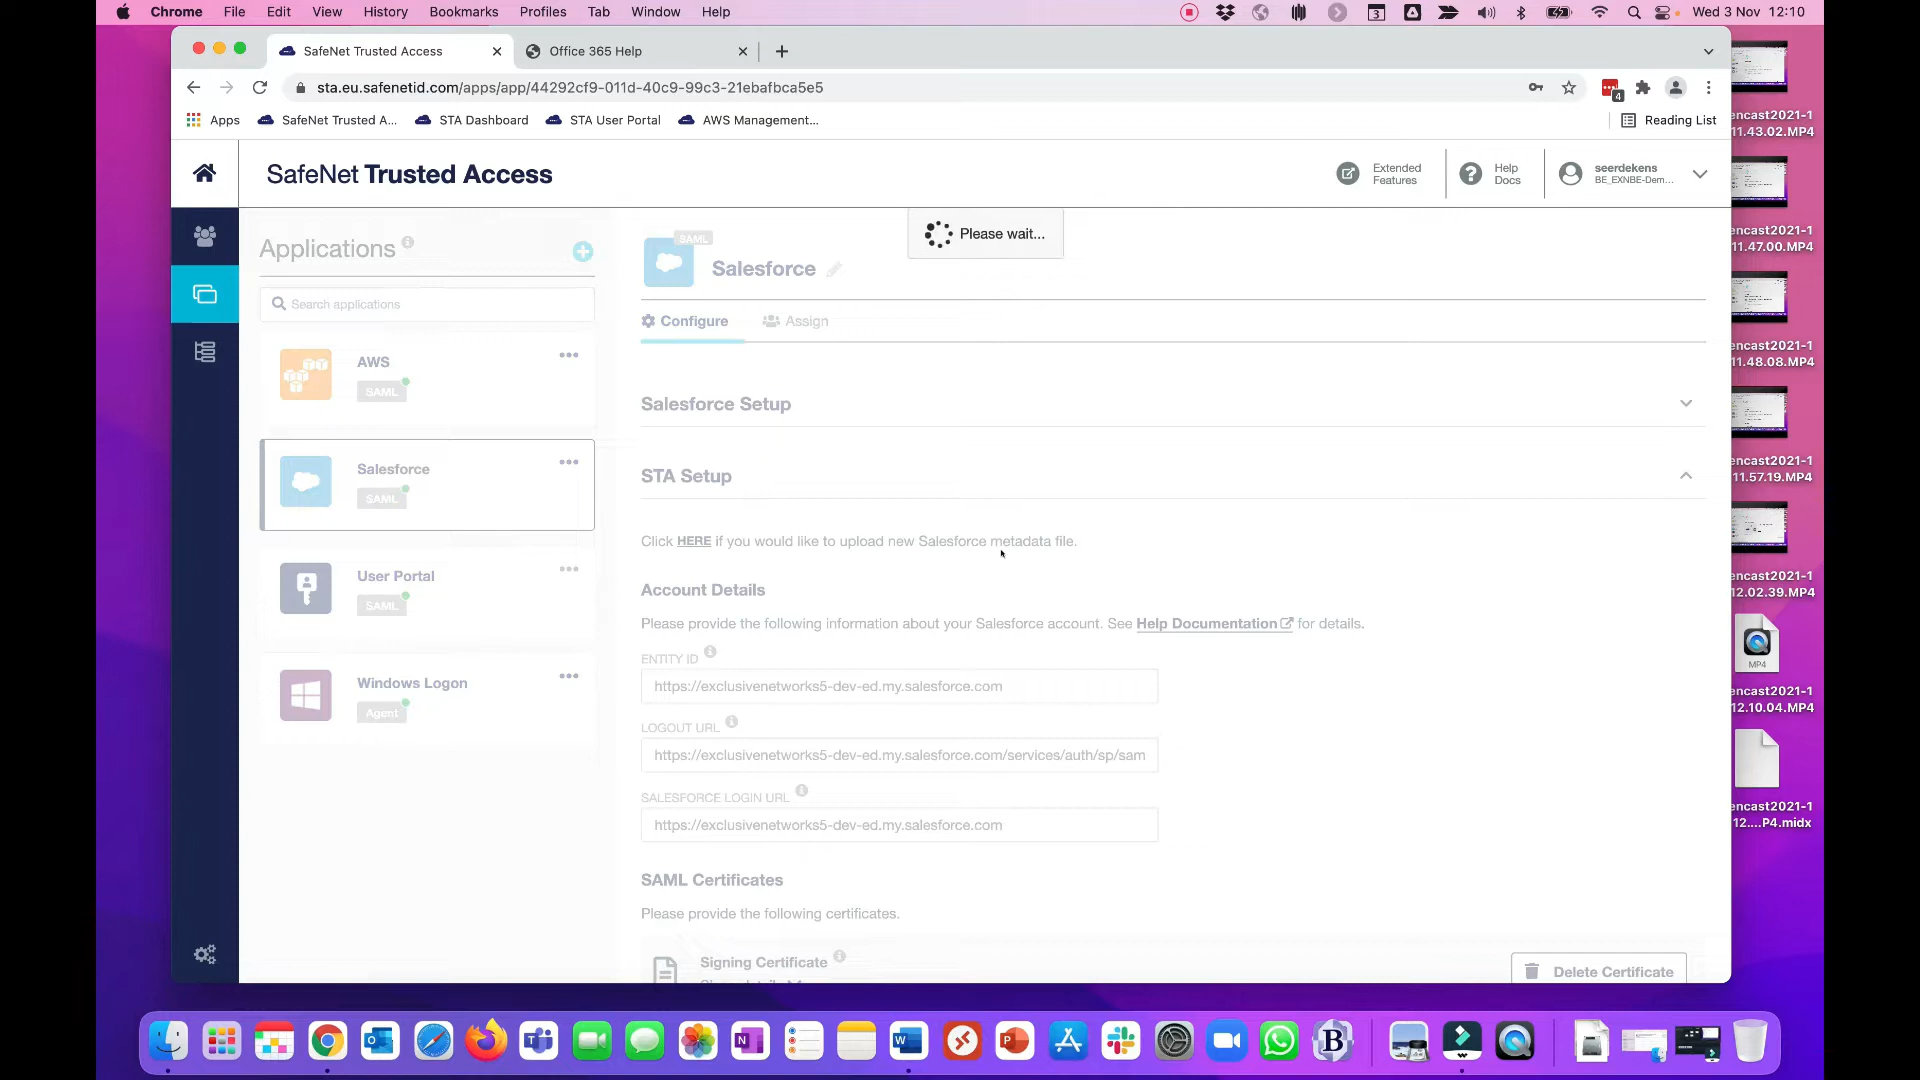 Chrome File Edit View History Bookmarks Profiles Tab Window Help
3
Wed 3 Nov 12:10
SafeNet Trusted Access
Office 365 Help
sta.eu.safenetid.com/apps/app/44292cf9-011d-40c9-99c3-21ebafbca5e5
4
Apps
SafeNet Trusted A...
STA Dashboard
STA User Portal
AWS Management...
Reading List
SafeNet Trusted Access
Extended
Features
Help
Docs
seerdekens
BE_EXNBE-Dem...
Please wait...
Applications
Search applications
AWS
SAML
Salesforce
SAML
User Portal
SAML
Windows Logon
Agent
SAML
Salesforce
Configure
Assign
Salesforce Setup
STA Setup
Click HERE if you would like to upload new Salesforce metadata file.
Account Details
Please provide the following information about your Salesforce account. See Help Documentation for details.
ENTITY ID
https://exclusivenetworks5-dev-ed.my.salesforce.com
LOGOUT URL
https://exclusivenetworks5-dev-ed.my.salesforce.com/services/auth/sp/sam
SALESFORCE LOGIN URL
https://exclusivenetworks5-dev-ed.my.salesforce.com
SAML Certificates
Please provide the following certificates.
Signing Certificate
Delete Certificate
encast2021-1
11.43.02.MP4
encast2021-1
11.47.00.MP4
encast2021-1
11.48.08.MP4
encast2021-1
11.57.19.MP4
encast2021-1
12.02.39.MP4
MP4
encast2021-1
12.10.04.MP4
encast2021-1
12....P4.midx